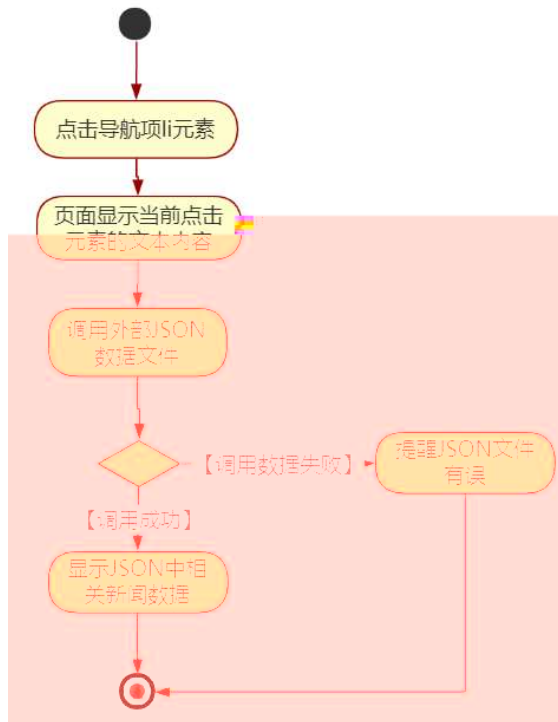 点击导航项li元素
页面显示当前点击
元素的文本内容
调用外部JSON
数据文件
【调用数据失败】
提醒JSON文件
有误
【调用成功】
显示JSON中相
关新闻数据